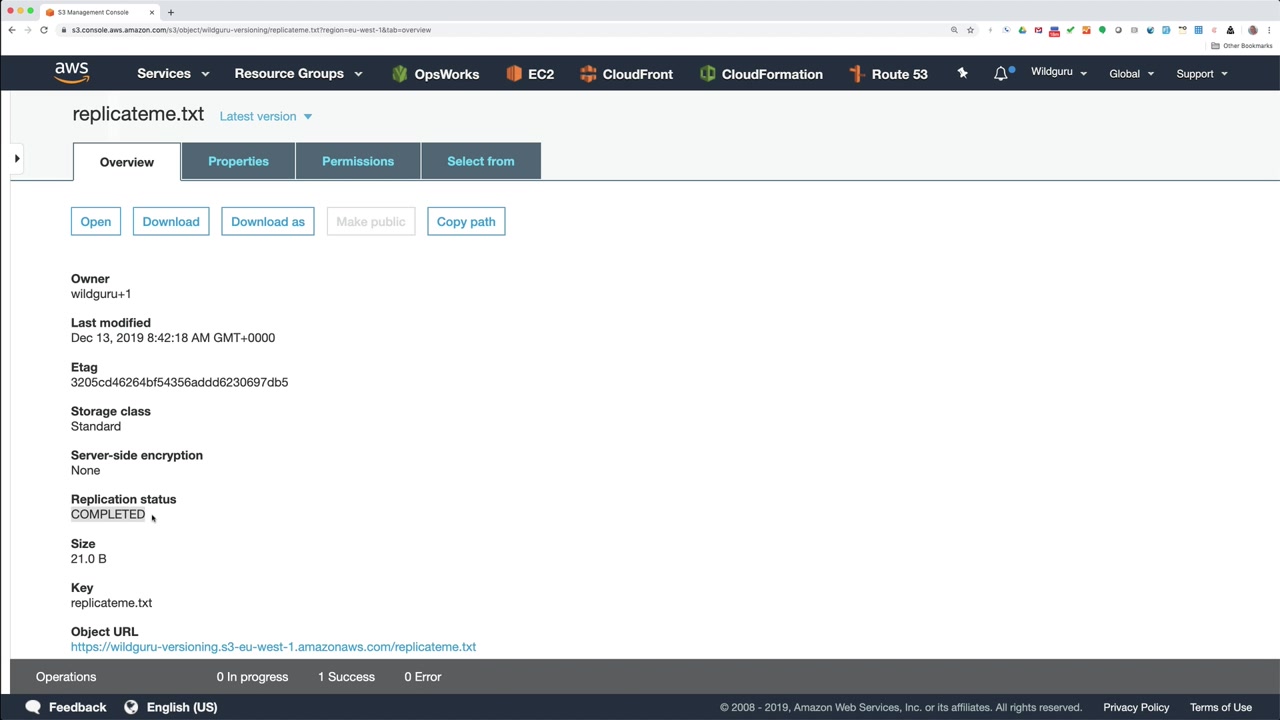 S3 Management Console
s3.console.aws.amazon.com/s3/object/wildguru-versioning/replicateme.txt?region=eu-west-1&tab=overview
Other Bookmarks
aws Services Resource Groups OpsWorks EC2 CloudFront CloudFormation Route 53 Wildguru Global Support
replicateme.txt Latest version
Overview Properties Permissions Select from
Open Download Download as Make public Copy path
Owner
wildguru+1
Last modified
Dec 13, 2019 8:42:18 AM GMT+0000
Etag
3205cd46264bf54356addd6230697db5
Storage class
Standard
Server-side encryption
None
Replication status
COMPLETED
Size
21.0 B
Key
replicateme.txt
Object URL
https://wildguru-versioning.s3-eu-west-1.amazonaws.com/replicateme.txt
Operations 0 In progress 1 Success 0 Error
Feedback English (US) © 2008 - 2019, Amazon Web Services, Inc. or its affiliates. All rights reserved. Privacy Policy Terms of Use